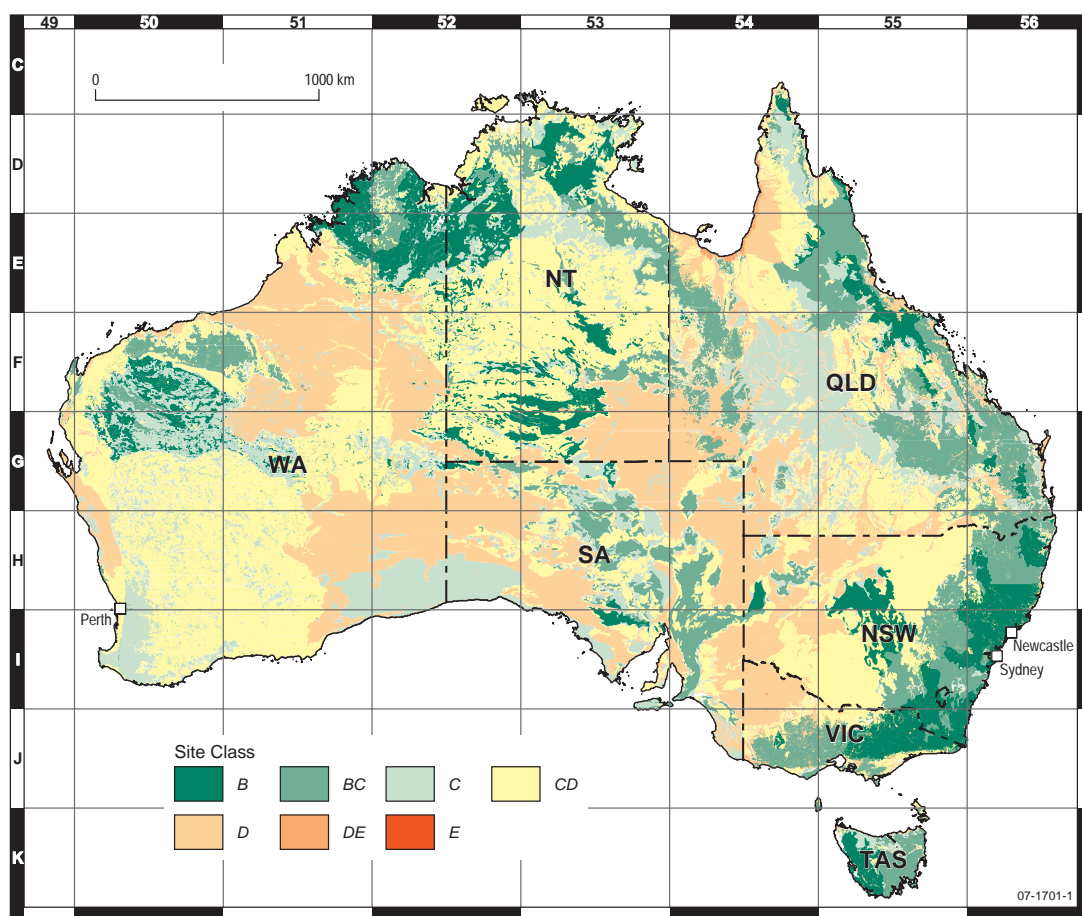 49 50 51 52 53 54 55 56
C
0 1000 km
D
E
NT
F
QLD
G
WA
H
SA
Perth
I
NSW
Newcastle
Sydney
J
VIC
Site Class
B BC C CD
D DE E
K
TAS
07-1701-1